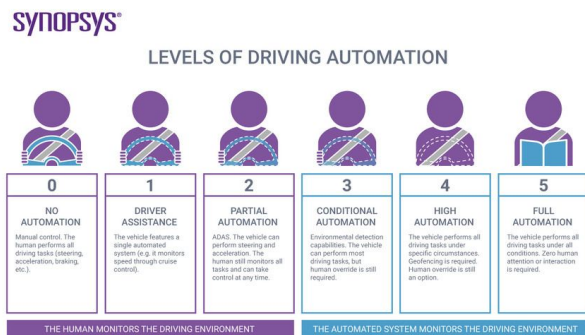 SYNOPSYS®
LEVELS OF DRIVING AUTOMATION
0
NO
AUTOMATION
Manual control. The
human performs all
driving tasks (steering,
acceleration, braking,
etc.).
1
DRIVER
ASSISTANCE
The vehicle features a
single automated
system (e.g. it monitors
speed through cruise
control).
2
PARTIAL
AUTOMATION
ADAS. The vehicle can
perform steering and
acceleration. The
human still monitors all
tasks and can take
control at any time.
3
CONDITIONAL
AUTOMATION
Environmental detection
capabilities. The vehicle
can perform most
driving tasks, but
human override is still
required.
4
HIGH
AUTOMATION
The vehicle performs all
driving tasks under
specific circumstances.
Geofencing is required.
Human override is still
an option.
5
FULL
AUTOMATION
The vehicle performs all
driving tasks under all
conditions. Zero human
attention or interaction
is required.
THE HUMAN MONITORS THE DRIVING ENVIRONMENT
THE AUTOMATED SYSTEM MONITORS THE DRIVING ENVIRONMENT